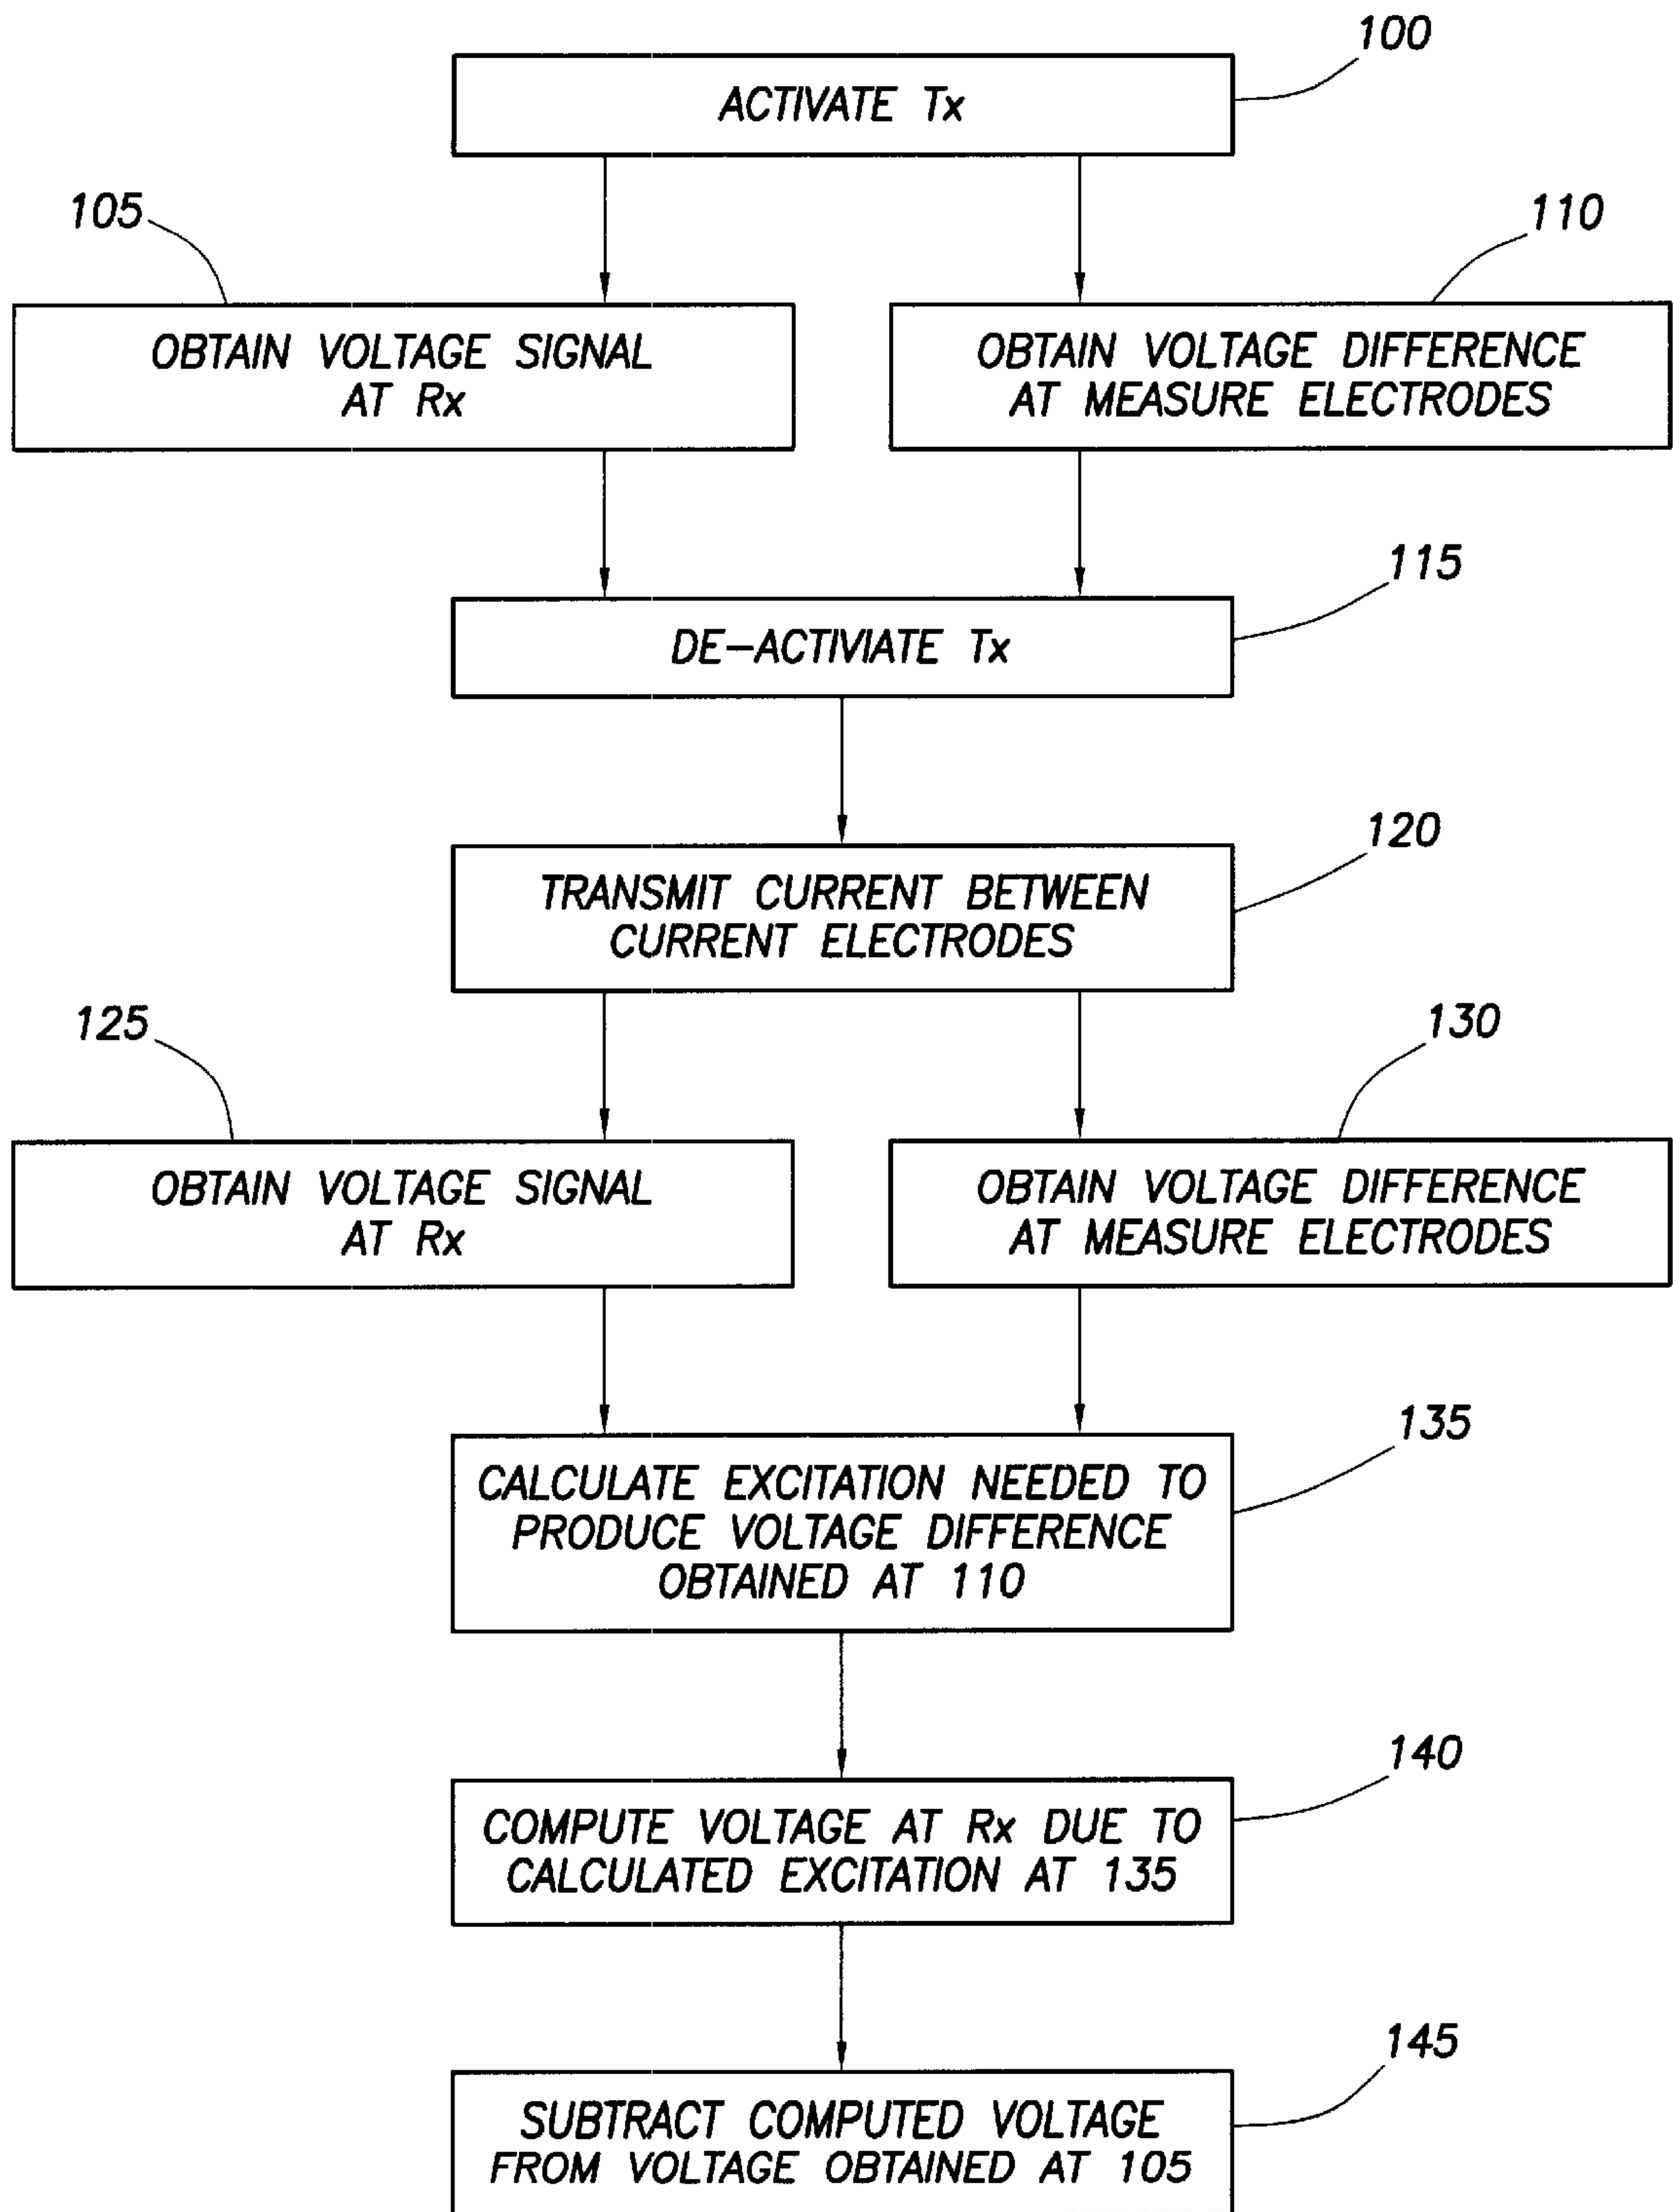 100
ACTIVATE Tx
105
110
OBTAIN VOLTAGE SIGNAL
AT Rx
OBTAIN VOLTAGE DIFFERENCE
AT MEASURE ELECTRODES
115
DE-ACTIVIATE Tx
120
TRANSMIT CURRENT BETWEEN
CURRENT ELECTRODES
125
130
OBTAIN VOLTAGE SIGNAL
AT Rx
OBTAIN VOLTAGE DIFFERENCE
AT MEASURE ELECTRODES
135
CALCULATE EXCITATION NEEDED TO
PRODUCE VOLTAGE DIFFERENCE
OBTAINED AT 110
140
COMPUTE VOLTAGE AT Rx DUE TO
CALCULATED EXCITATION AT 135
145
SUBTRACT COMPUTED VOLTAGE
FROM VOLTAGE OBTAINED AT 105